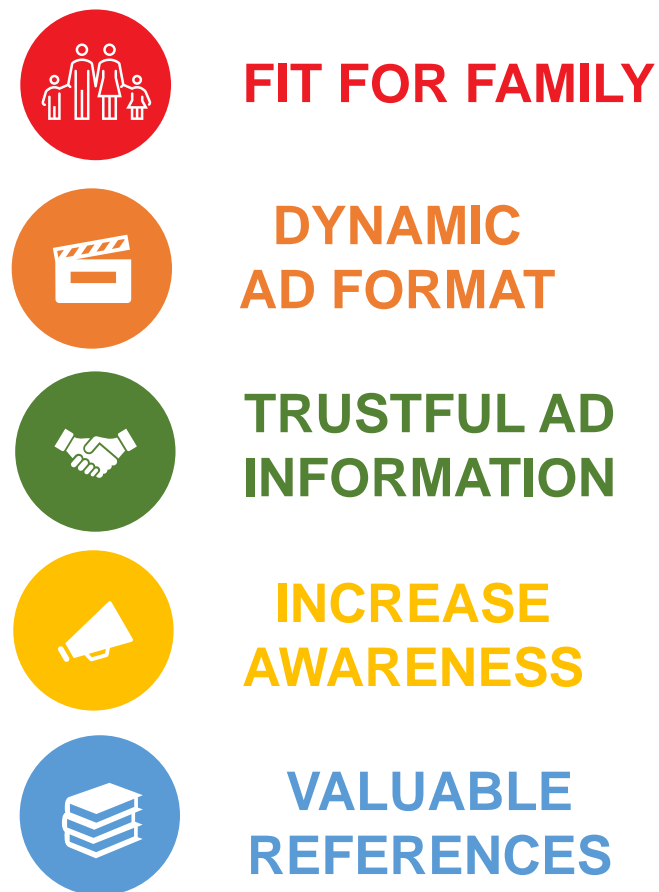 FIT FOR FAMILY
DYNAMIC
AD FORMAT
TRUSTFUL AD
INFORMATION
INCREASE
AWARENESS
VALUABLE
REFERENCES